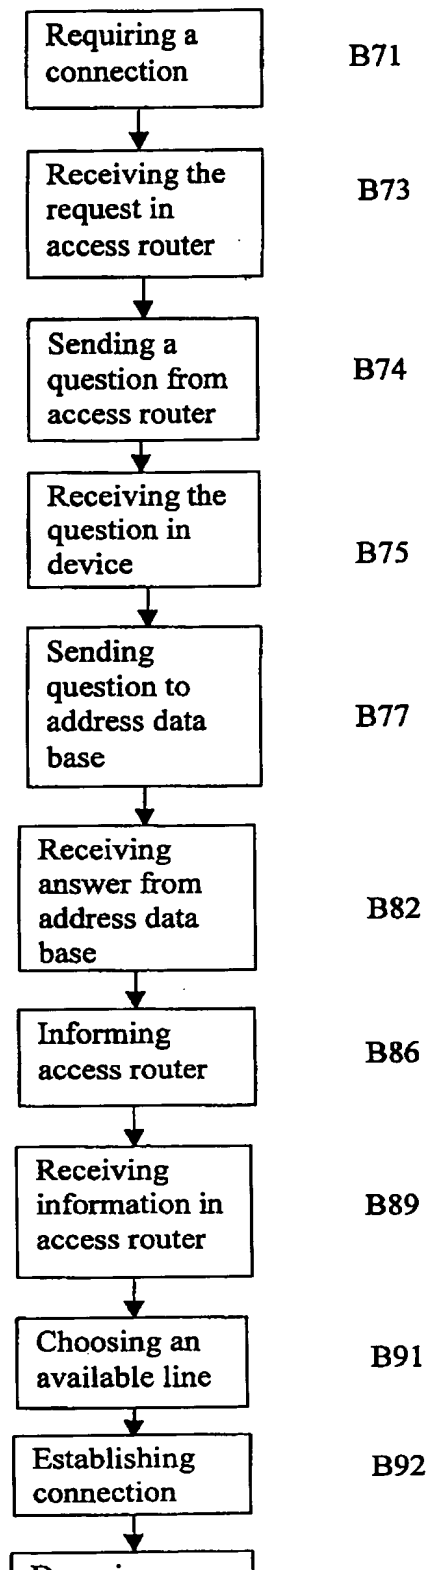 Requiring a
connection
B71
Receiving the
request in
access router
B73
Sending a
question from
access router
B74
Receiving the
question in
device
B75
Sending
question to
address data
base
B77
Receiving
answer from
address data
base
B82
Informing
access router
B86
Receiving
information in
access router
B89
Choosing an
available line
B91
Establishing
connection
B92